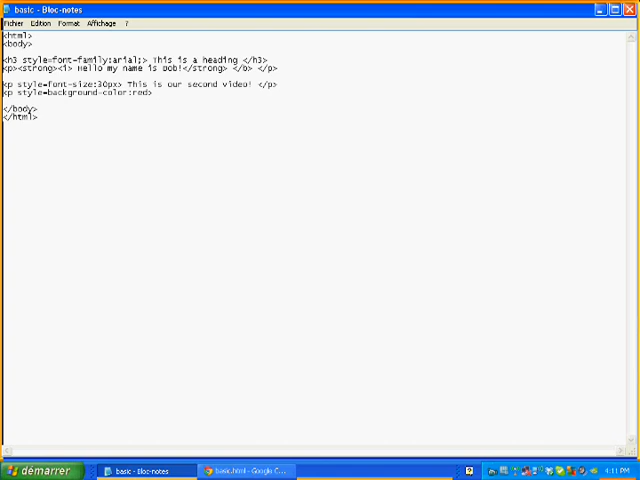 basic - Bloc-notes
Fichier Edition Format Affichage ?
<html>
<body>
<h3 style=font-family:arial;> This is a heading </h3>
<p><strong><i> Hello my name is Bob!</strong> </b> </p>
<p style=font-size:30px> This is our second video! </p>
<p style=background-color:red>
</body>
</html>
démarrer basic - Bloc-notes basic.html - Google C... 4:11 PM